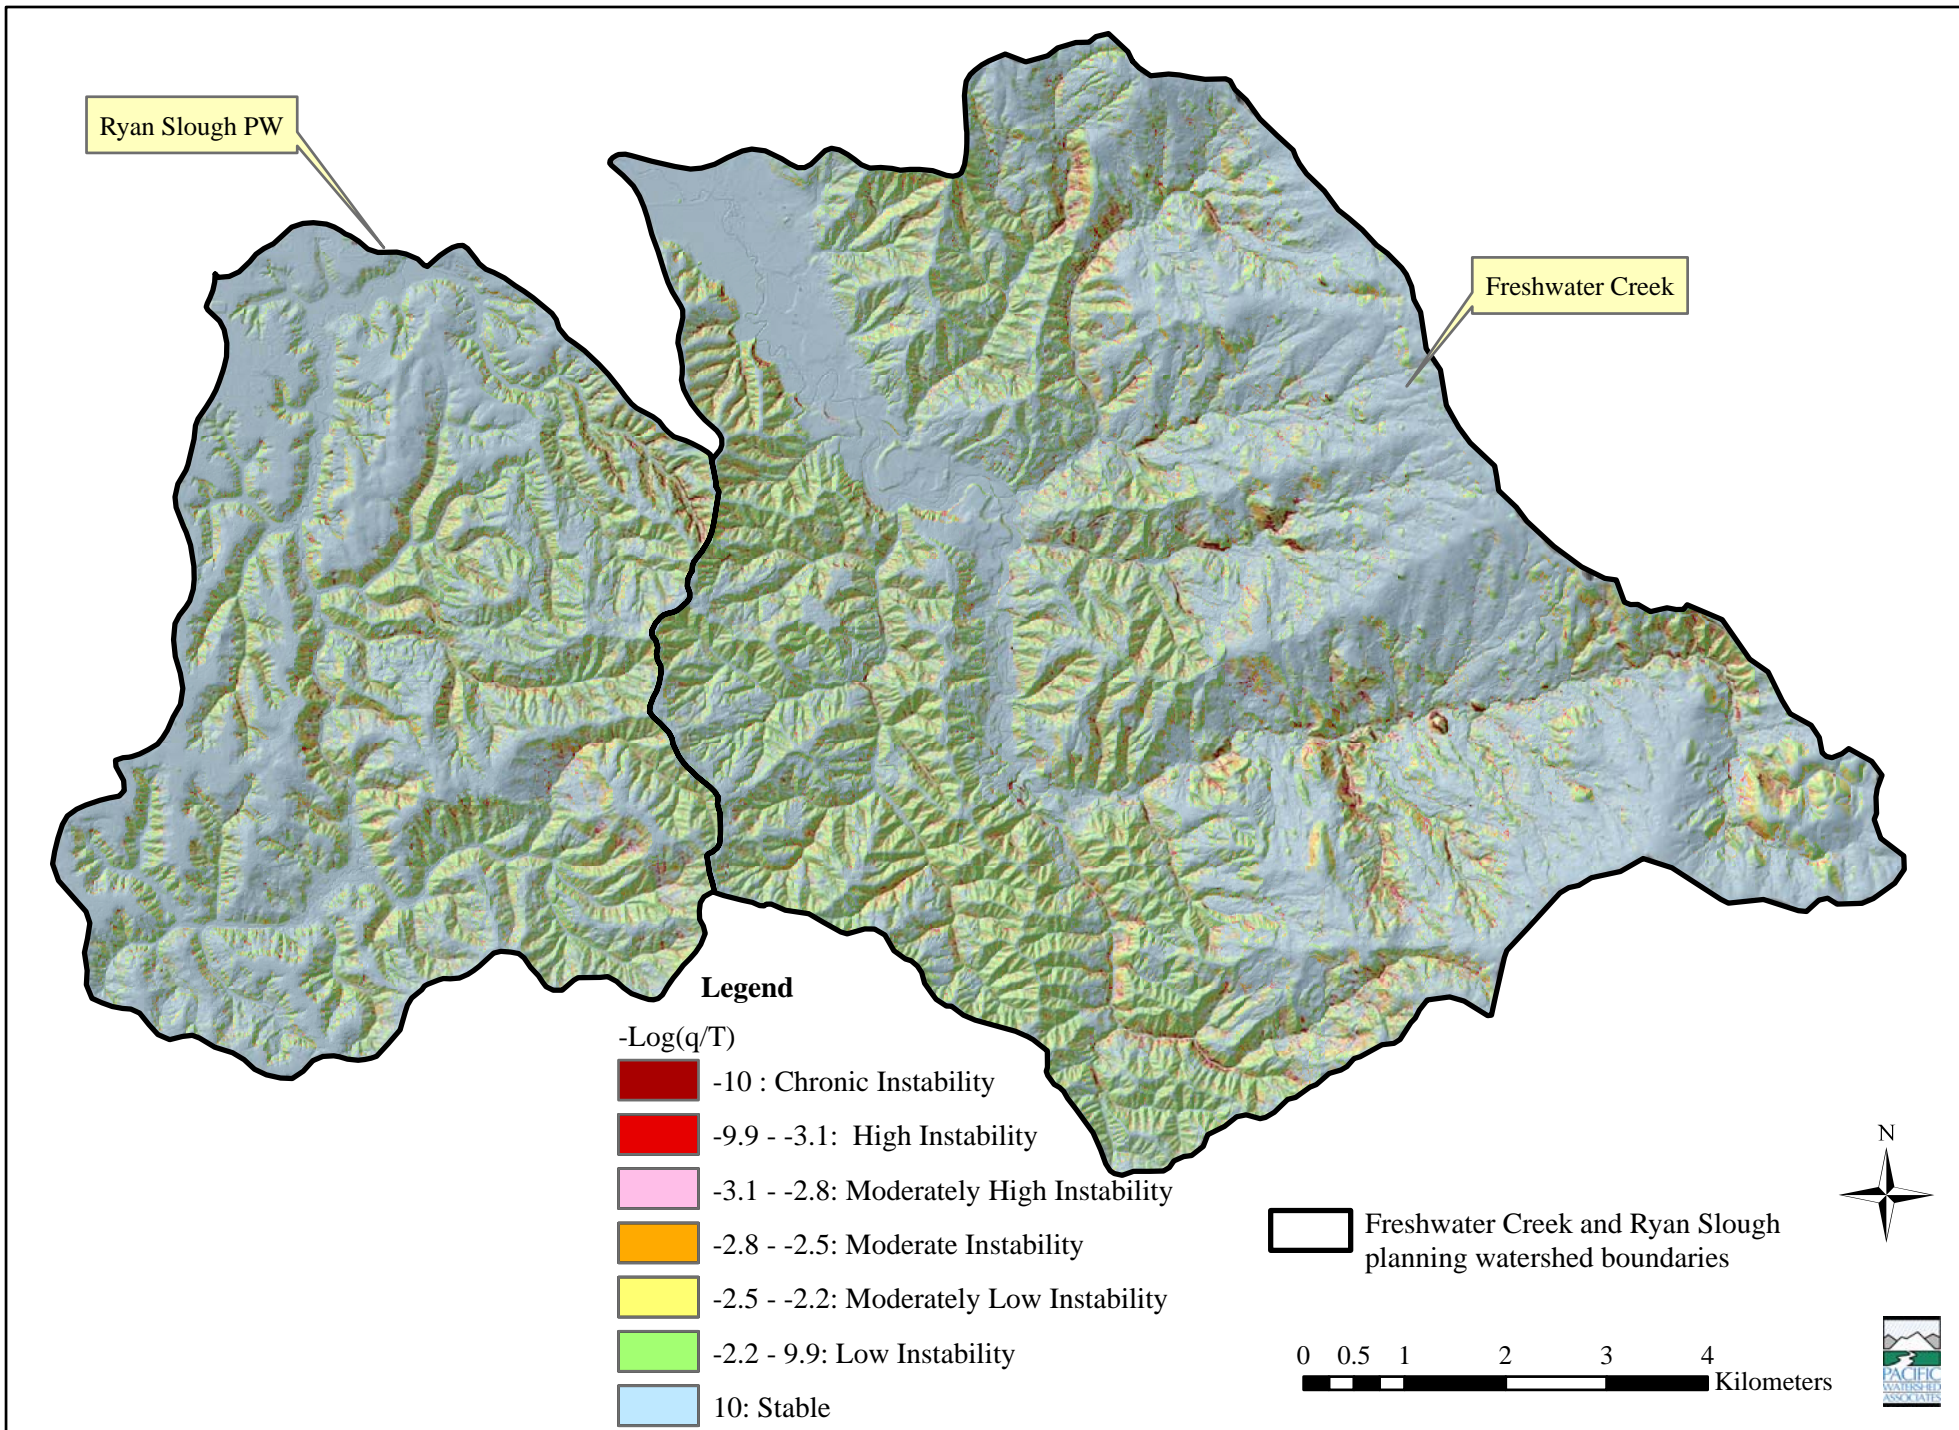 Ryan Slough PW
Freshwater Creek
Legend
-Log(q/T)
-10 : Chronic Instability
-9.9 - -3.1:  High Instability
-3.1 - -2.8: Moderately High Instability
-2.8 - -2.5: Moderate Instability
-2.5 - -2.2: Moderately Low Instability
-2.2 - 9.9: Low Instability
10: Stable
Freshwater Creek and Ryan Slough
planning watershed boundaries
N
0 0.5 1 2 3 4
Kilometers
PACIFIC
WATERSHED
ASSOCIATES